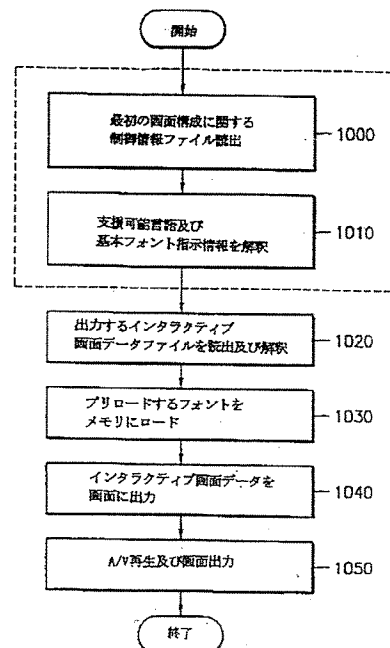 開始
最初の画面構成に関する
制御情報ファイル読出
1000
支援可能言語及び
基本フォント指示情報を解釈
1010
出力するインタラクティブ
画面データファイルを読出及び解釈
1020
プリロードするフォントを
メモリにロード
1030
インタラクティブ画面データを
画面に出力
1040
A/V再生及び画面出力
1050
終了